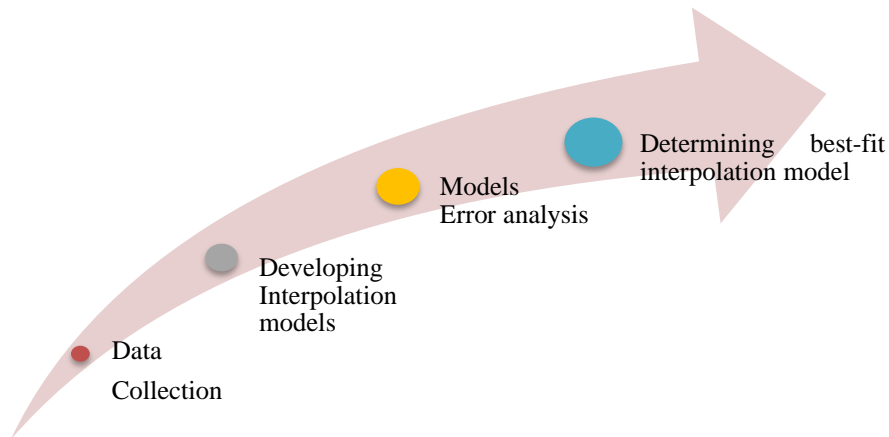 Data
Collection
Developing
Interpolation
models
Models
Error analysis
Determining best-fit
interpolation model